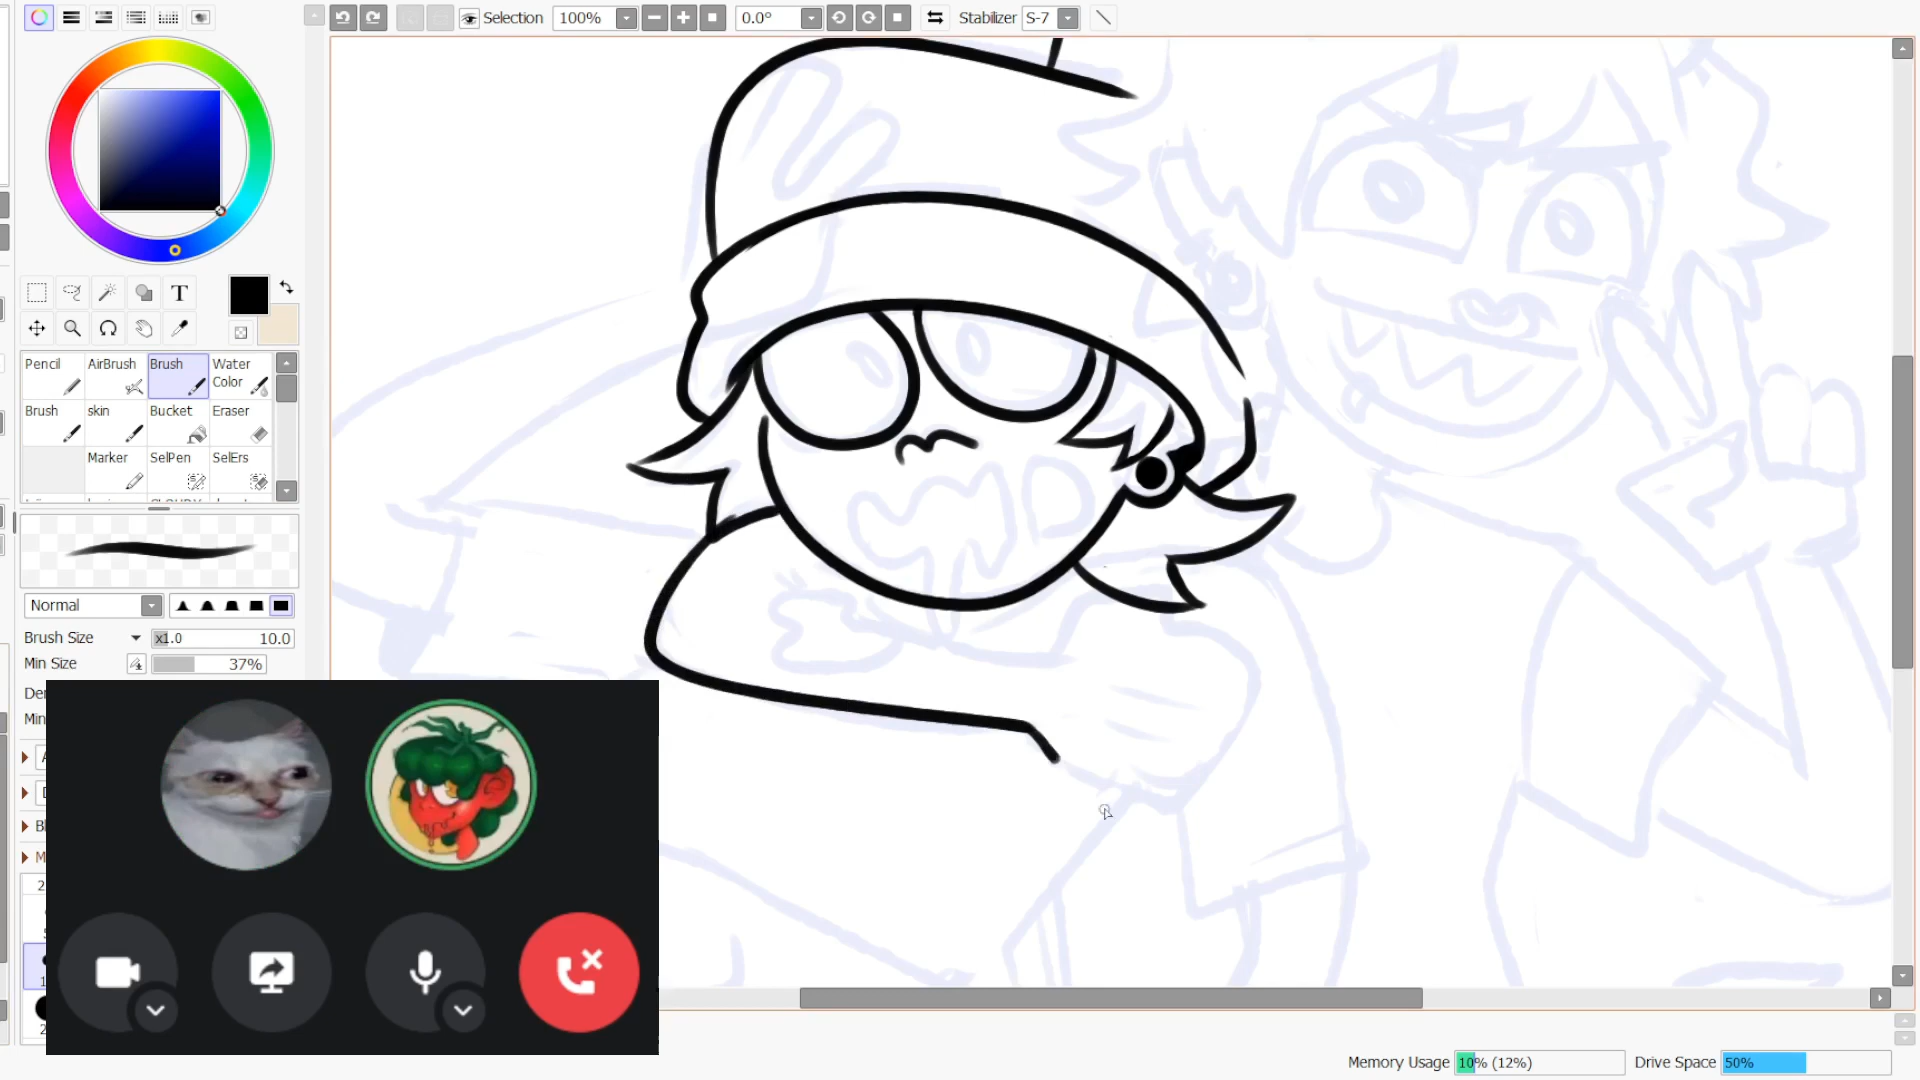 Selection 100% 0.0° Stabilizer S-7
T
Pencil AirBrush Brush Water Color
Brush skin Bucket Eraser
Marker SelPen SelErs
Normal
Brush Size x1.0 10.0
Min Size 37%
Memory Usage 10% (12%) Drive Space 50%